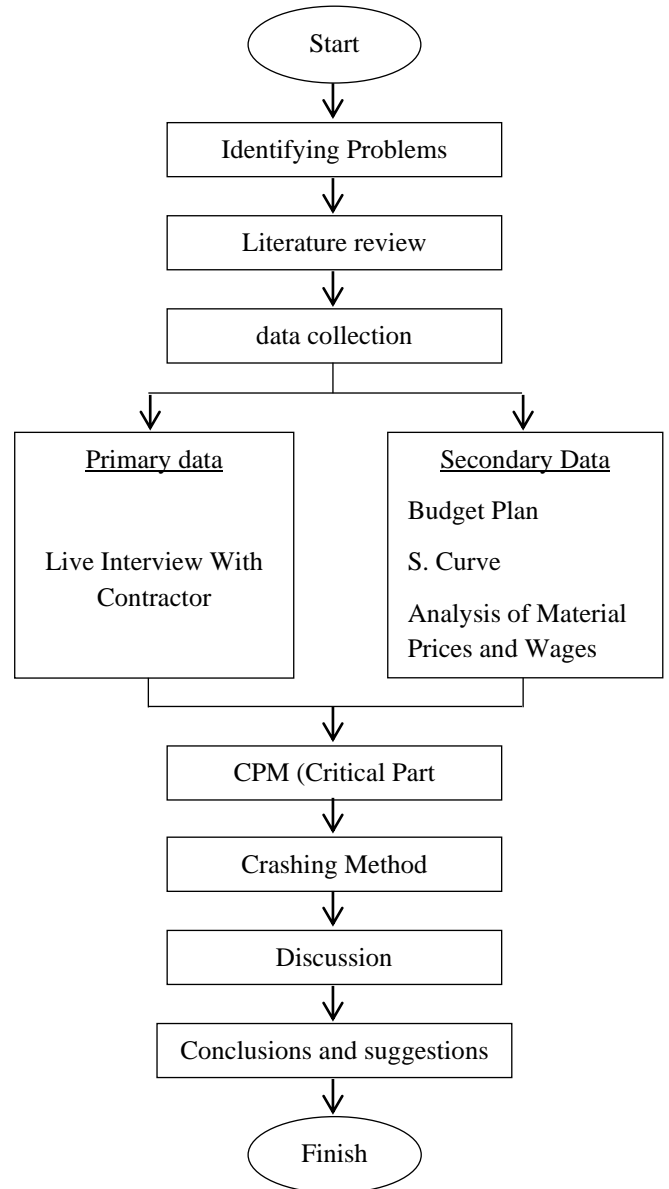 Start
Identifying Problems
Literature review
data collection
Primary data
Live Interview With
Contractor
Secondary Data
Budget Plan
S. Curve
Analysis of Material
Prices and Wages
CPM (Critical Part
Crashing Method
Discussion
Conclusions and suggestions
Finish